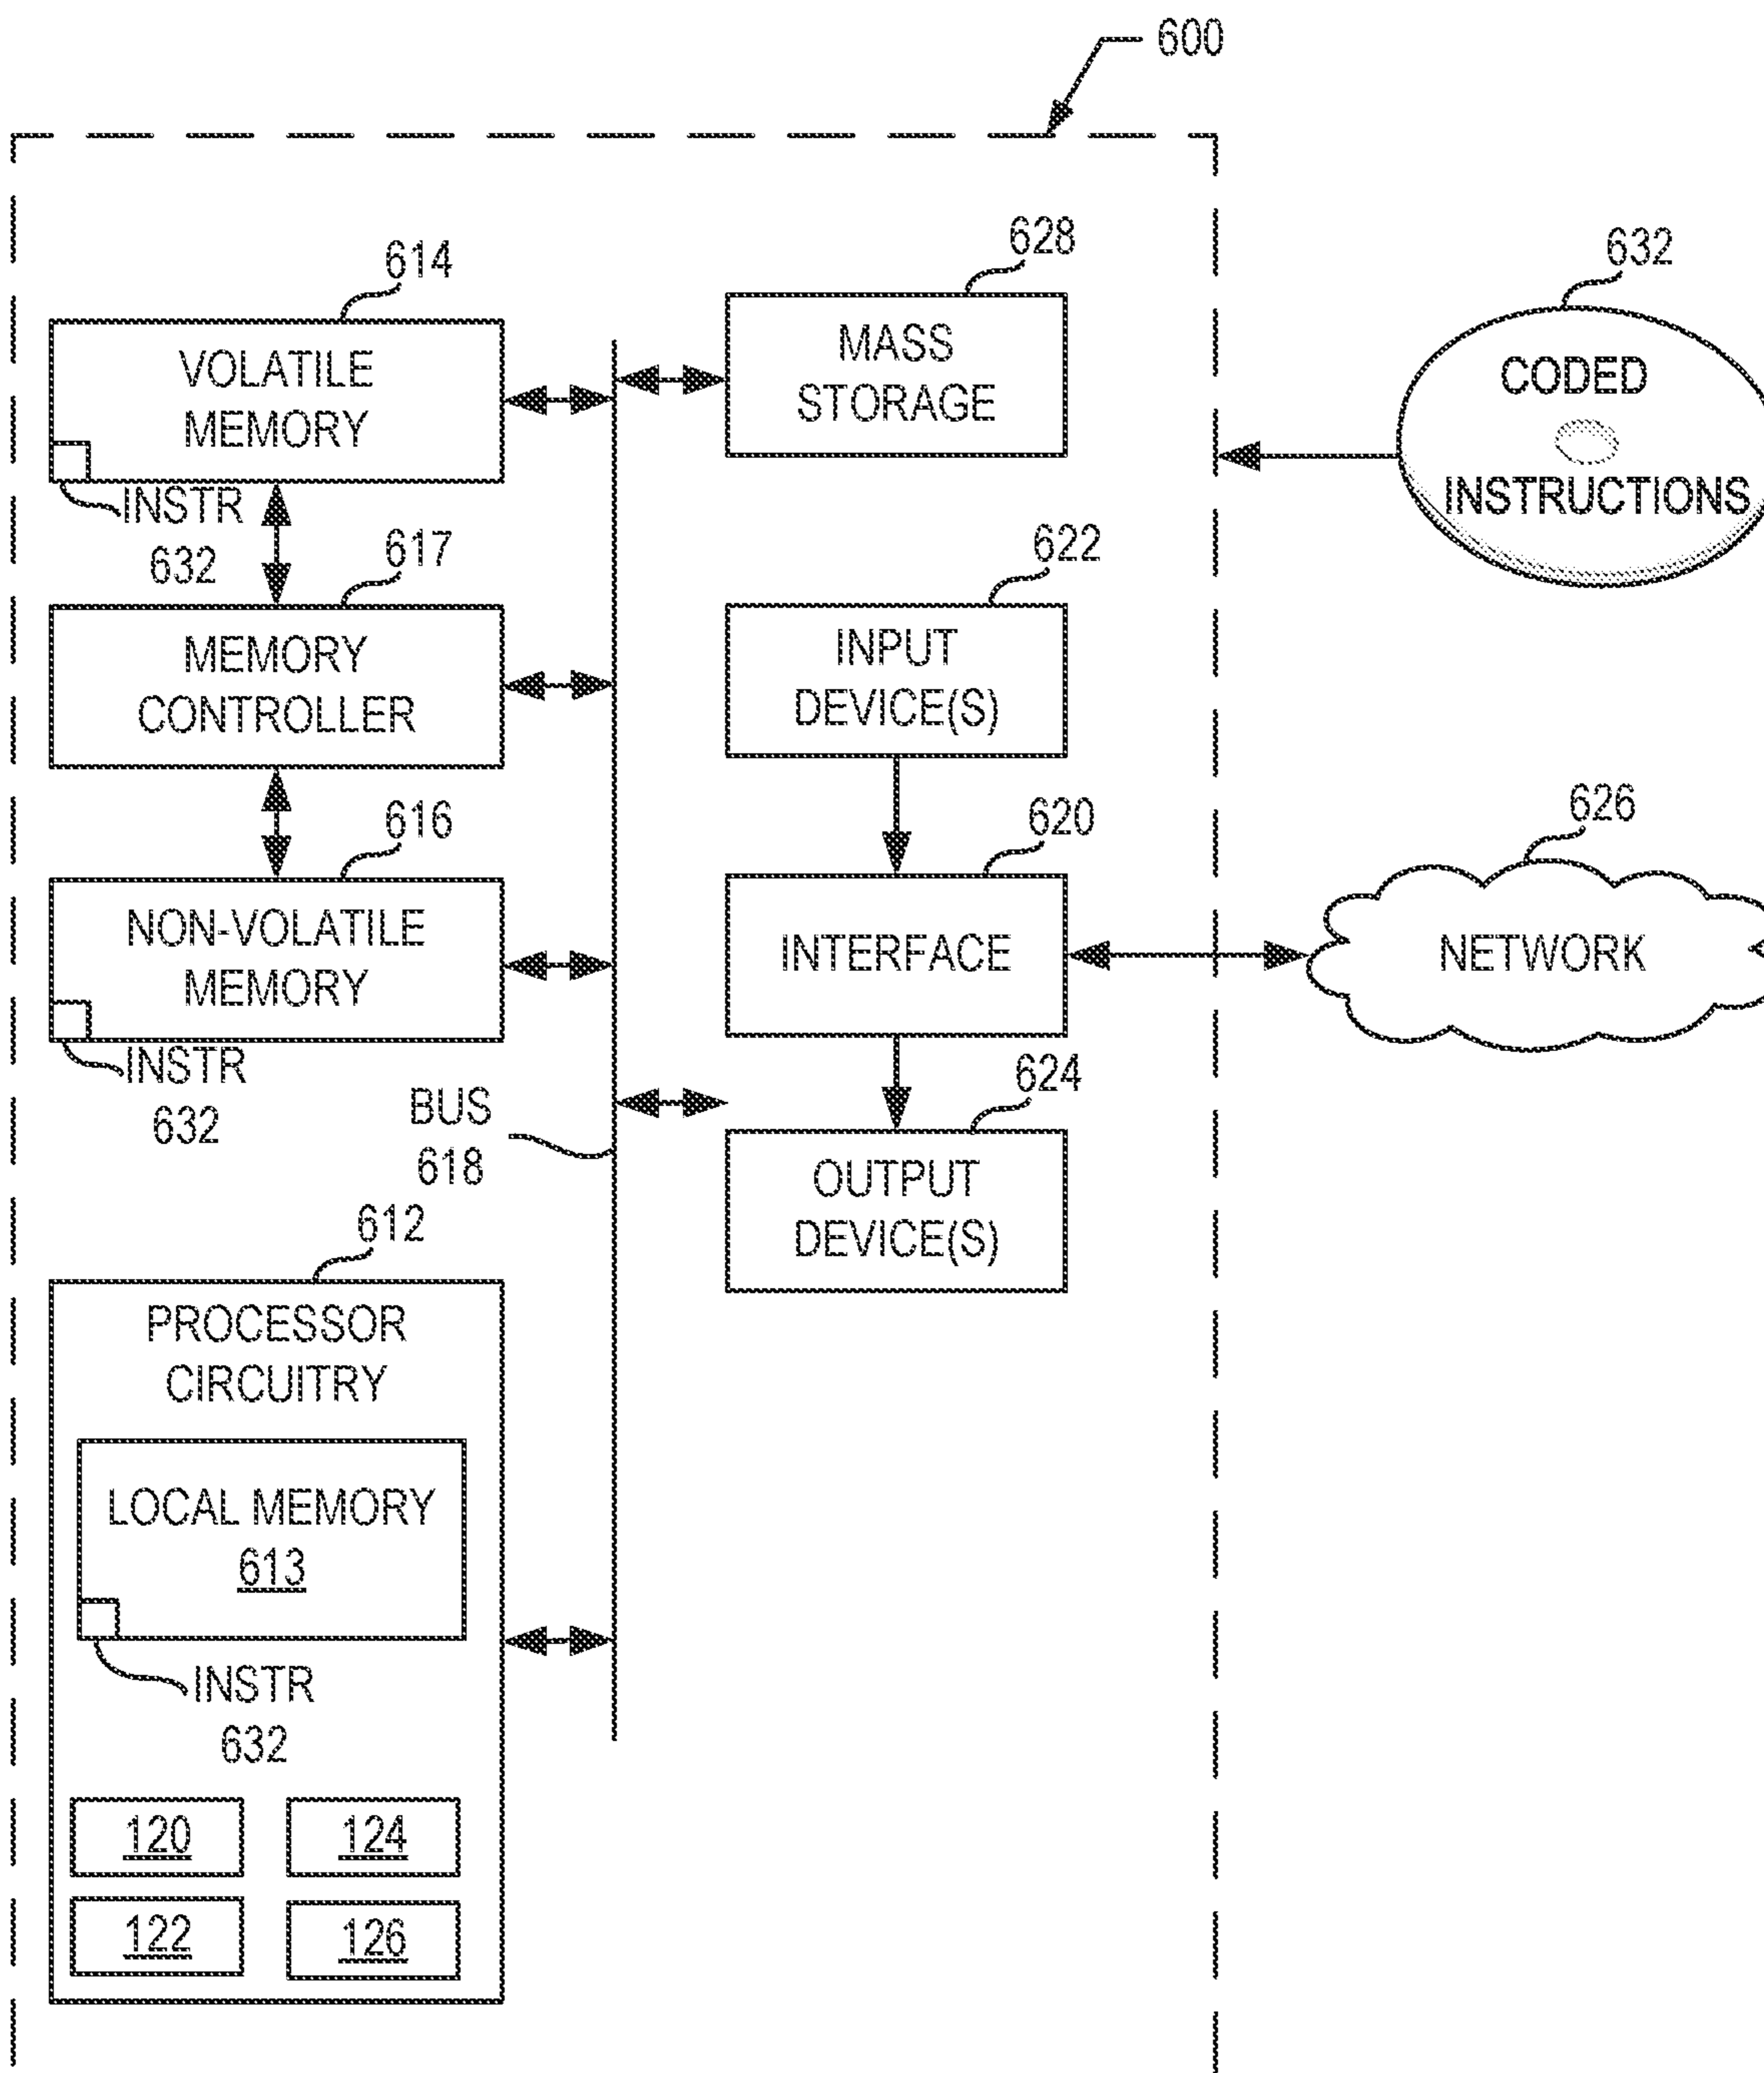 600
614
VOLATILE
MEMORY
INSTR
632
617
MEMORY
CONTROLLER
616
NON-VOLATILE
MEMORY
INSTR
632
BUS
618
612
PROCESSOR
CIRCUITRY
LOCAL MEMORY
613
INSTR
632
120
124
122
126
628
MASS
STORAGE
622
INPUT
DEVICE(S)
620
INTERFACE
624
OUTPUT
DEVICE(S)
632
CODED
INSTRUCTIONS
626
NETWORK